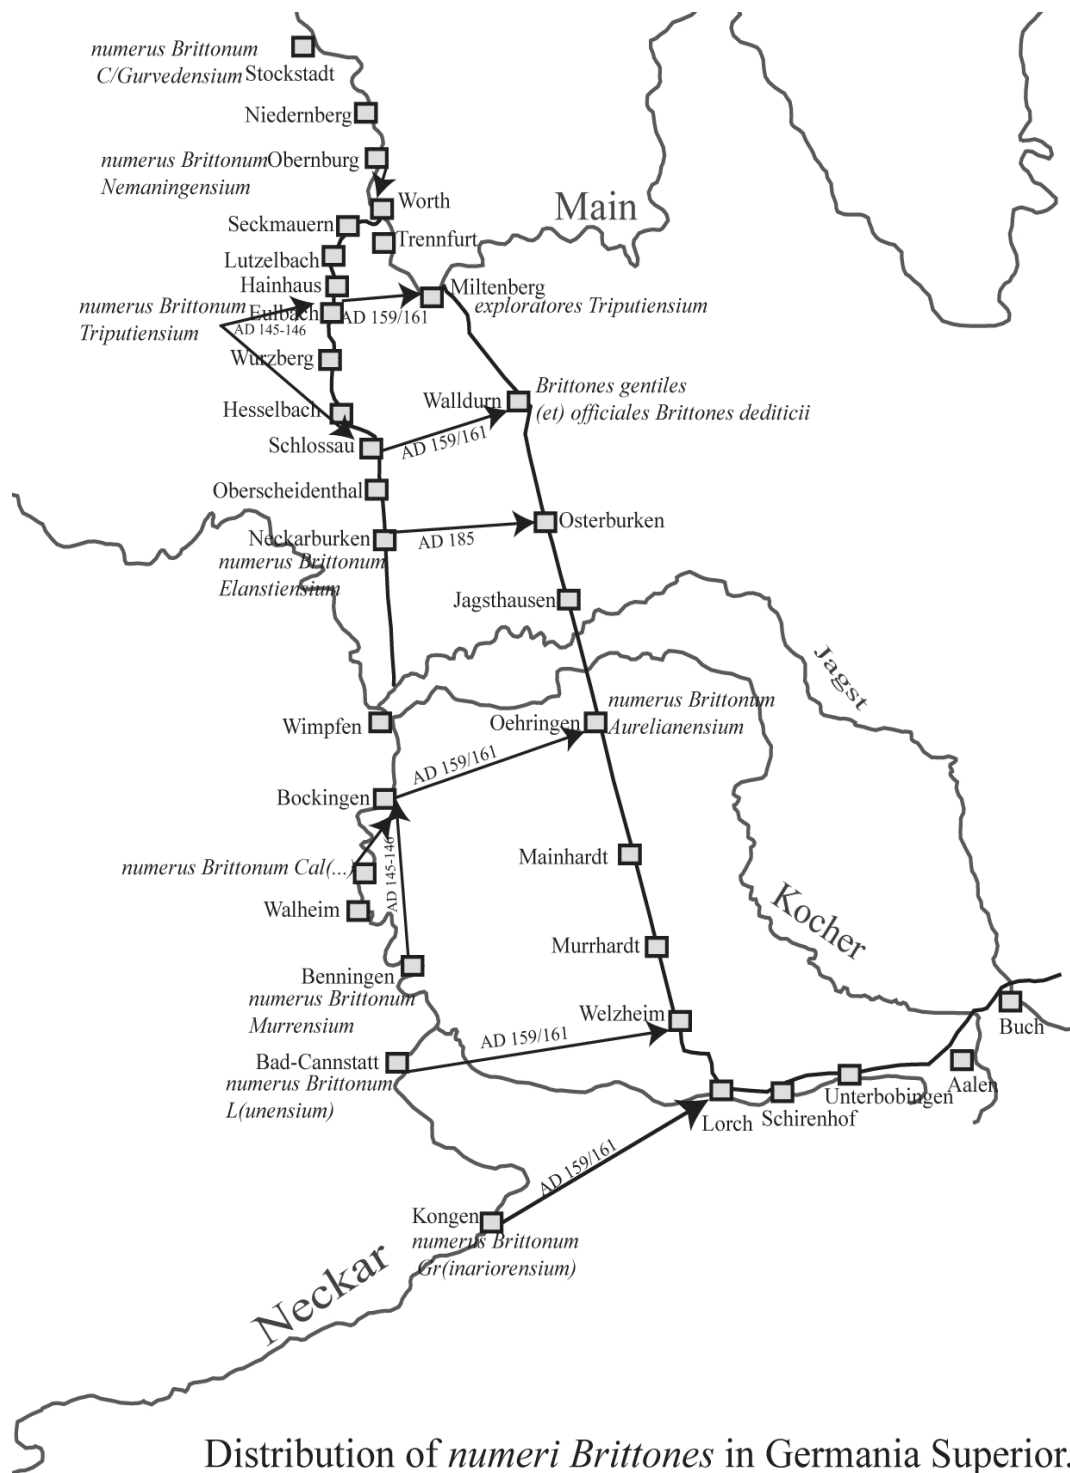 numerus Brittonum
C/Gurvedensium
Stockstadt
Niedernberg
numerus Brittonum
Nemaningensium
Obernburg
Worth
Main
Seckmauern
Trennfurt
Lutzelbach
Hainhaus
Miltenberg
exploratores Triputiensium
numerus Brittonum
Triputiensium
Eulbach
AD 159/161
AD 145-146
Wurzberg
Hesselbach
Walldurn
Brittones gentiles
(et) officiales Brittones dediticii
Schlossau
AD 159/161
Oberscheidenthal
Osterburken
Neckarburken
AD 185
numerus Brittonum
Elanstiensium
Jagsthausen
Jagst
numerus Brittonum
Aurelianensium
Oehringen
Wimpfen
AD 159/161
Bockingen
AD 145-146
numerus Brittonum Cal(...)
Mainhardt
Walheim
Kocher
Murrhardt
Benningen
numerus Brittonum
Murrensium
Welzheim
Buch
AD 159/161
Bad-Cannstatt
numerus Brittonum
L(unensium)
Aalen
Unterbobingen
Schirenhof
Lorch
AD 159/161
Kongen
numerus Brittonum
Gr(inariorensium)
Neckar
Distribution of numeri Brittones in Germania Superior.